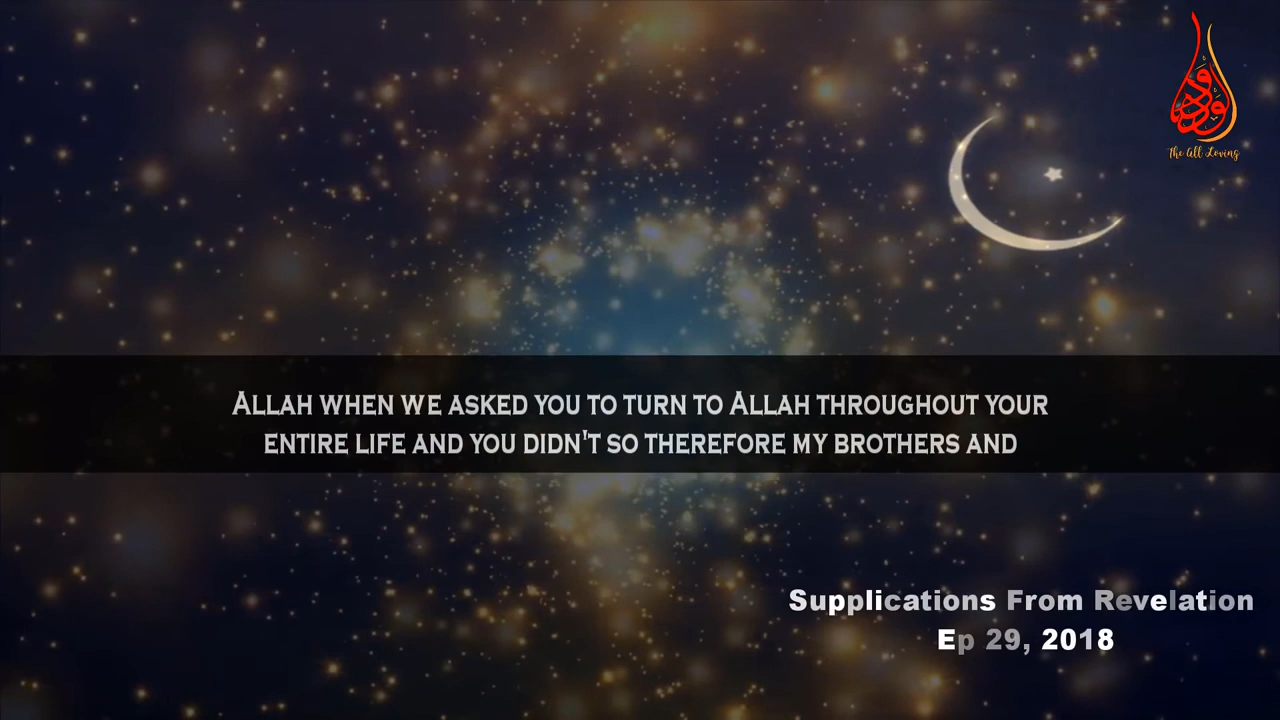 الودود
The All Loving
Allah when we asked you to turn to Allah throughout your
entire life and you didn't so therefore my brothers and
Supplications From Revelation
Ep 29, 2018